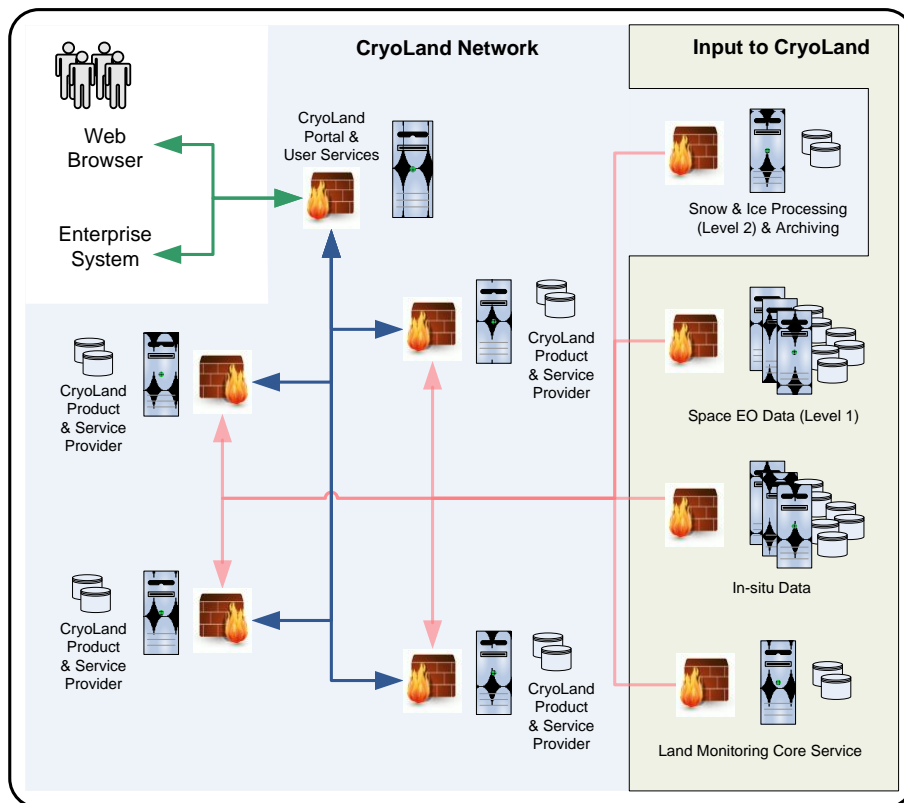 CryoLand Network
Input to CryoLand
Web
Browser
Enterprise
System
CryoLand
Portal &
User Services
Snow & Ice Processing
(Level 2) & Archiving
CryoLand
Product
& Service
Provider
CryoLand
Product
& Service
Provider
Space EO Data (Level 1)
In-situ Data
CryoLand
Product
& Service
Provider
CryoLand
Product
& Service
Provider
Land Monitoring Core Service